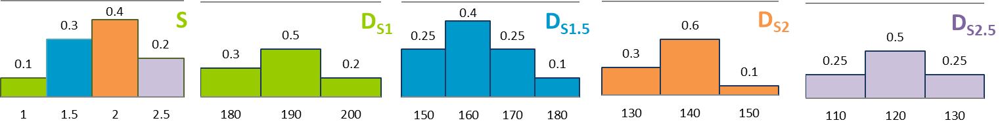 S
0.1 0.3 0.4 0.2
1 1.5 2 2.5
DS1
0.3 0.5 0.2
180 190 200
DS1.5
0.25 0.4 0.25 0.1
150 160 170 180
DS2
0.3 0.6 0.1
130 140 150
DS2.5
0.25 0.5 0.25
110 120 130